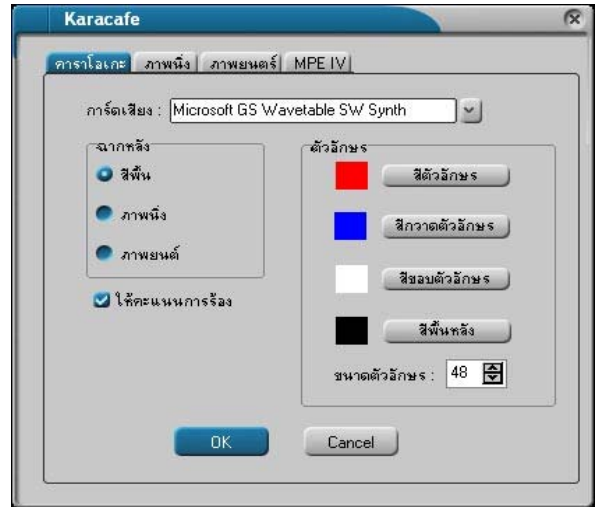 Karacafe
คาราโอเกะ ภาพนิ่ง ภาพยนตร์ MPE IV
การ์ดเสียง : Microsoft GS Wavetable SW Synth
ฉากหลัง
สีพื้น
ภาพนิ่ง
ภาพยนต์
ให้คะแนนการร้อง
ตัวอักษร
สีตัวอักษร
สีกวาดตัวอักษร
สีขอบตัวอักษร
สีพื้นหลัง
ขนาดตัวอักษร : 48
OK Cancel